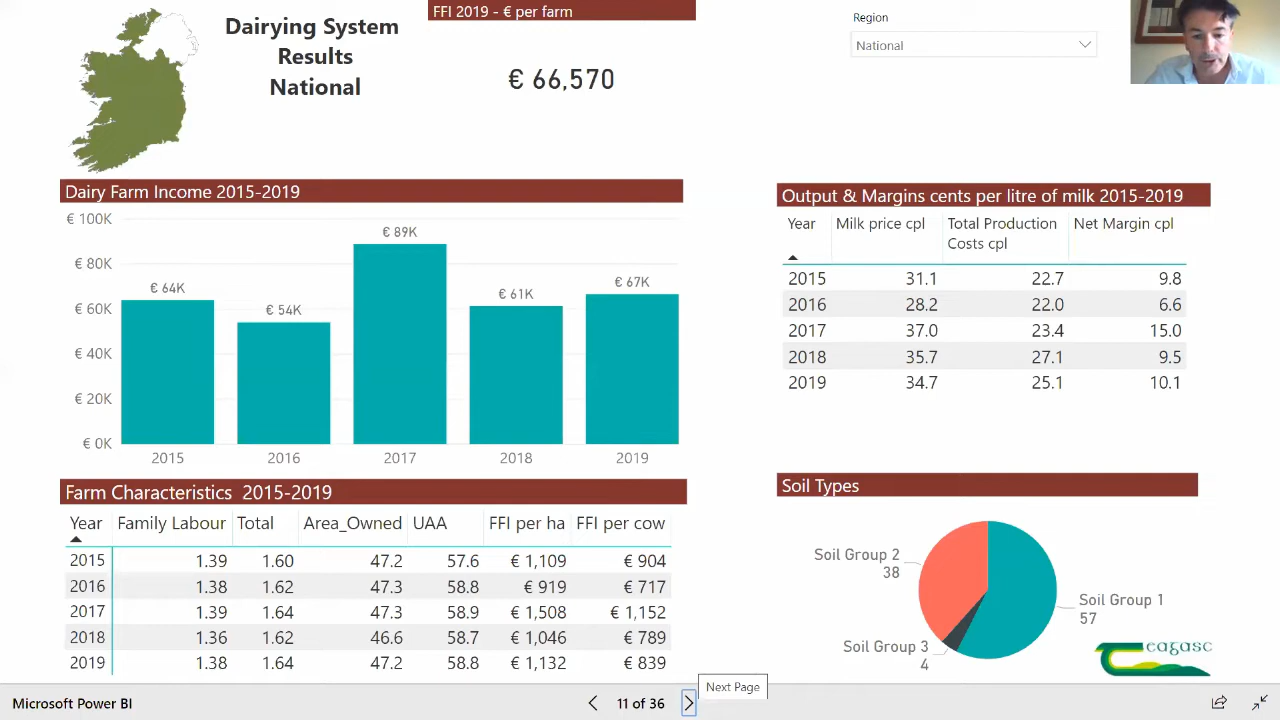 Dairying System
Results
National
FFI 2019 - € per farm
€ 66,570
Region
National
Dairy Farm Income 2015-2019
€ 100K
€ 80K
€ 60K
€ 40K
€ 20K
€ 0K
€ 64K
€ 54K
€ 89K
€ 61K
€ 67K
2015 2016 2017 2018 2019
Output & Margins cents per litre of milk 2015-2019
Year Milk price cpl Total Production Costs cpl Net Margin cpl
2015 31.1 22.7 9.8
2016 28.2 22.0 6.6
2017 37.0 23.4 15.0
2018 35.7 27.1 9.5
2019 34.7 25.1 10.1
Farm Characteristics 2015-2019
Year Family Labour Total Area_Owned UAA FFI per ha FFI per cow
2015 1.39 1.60 47.2 57.6 € 1,109 € 904
2016 1.38 1.62 47.3 58.8 € 919 € 717
2017 1.39 1.64 47.3 58.9 € 1,508 € 1,152
2018 1.36 1.62 46.6 58.7 € 1,046 € 789
2019 1.38 1.64 47.2 58.8 € 1,132 € 839
Soil Types
Soil Group 2
38
Soil Group 1
57
Soil Group 3
4
eagasc
Next Page
Microsoft Power BI
11 of 36